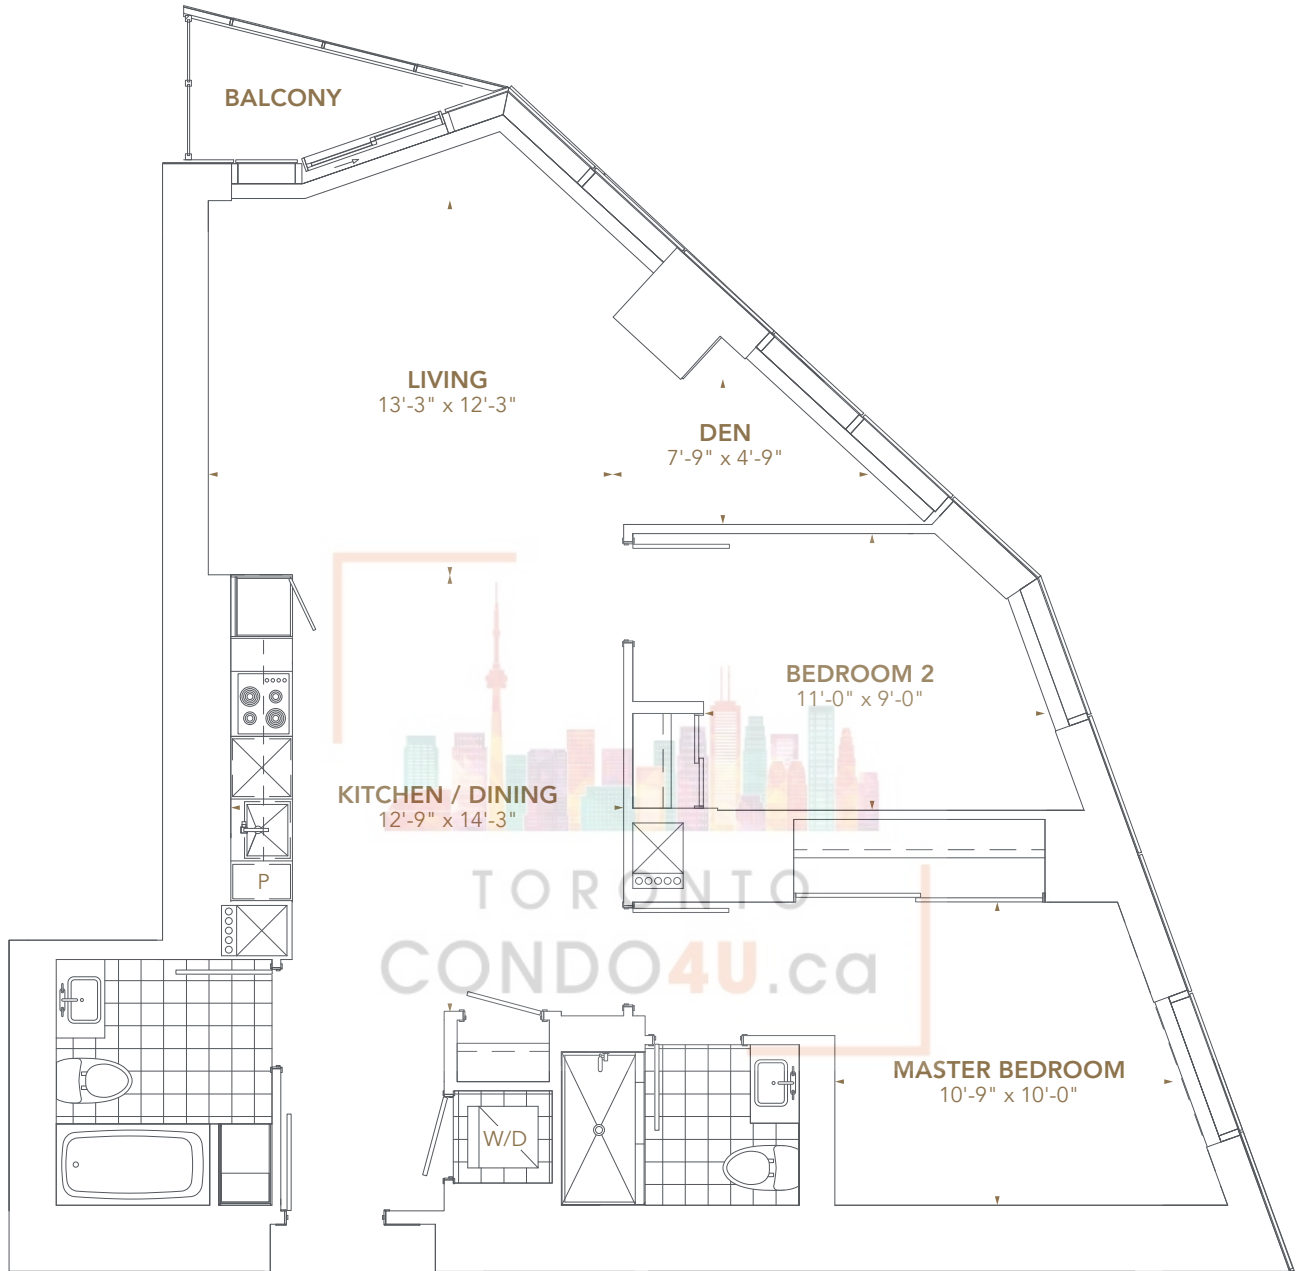 BALCONY
LIVING
13'-3" x 12'-3"
DEN
7'-9" x 4'-9"
BEDROOM 2
11'-0" x 9'-0"
KITCHEN / DINING
12'-9" x 14'-3"
P
TORONTO
CONDO4U.ca
MASTER BEDROOM
10'-9" x 10'-0"
W/D